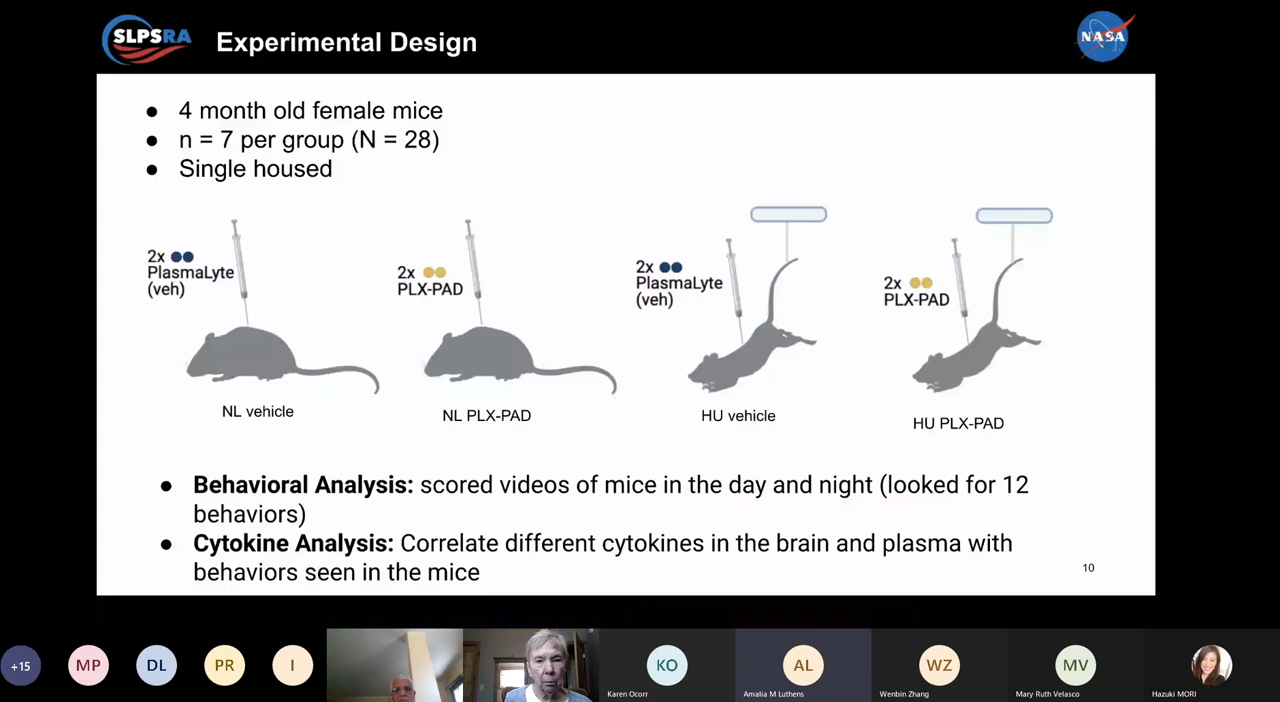 SLPSRA
Experimental Design
NASA
● 4 month old female mice
● n = 7 per group (N = 28)
● Single housed
2x
PlasmaLyte
(veh)
2x
PLX-PAD
2x
PlasmaLyte
(veh)
2x
PLX-PAD
NL vehicle
NL PLX-PAD
HU vehicle
HU PLX-PAD
● Behavioral Analysis: scored videos of mice in the day and night (looked for 12
behaviors)
● Cytokine Analysis: Correlate different cytokines in the brain and plasma with
behaviors seen in the mice
10
+15
MP
DL
PR
I
KO
Karen Ocorr
AL
Amalia M Luthens
WZ
Wenbin Zhang
MV
Mary Ruth Velasco
Hazuki MORI